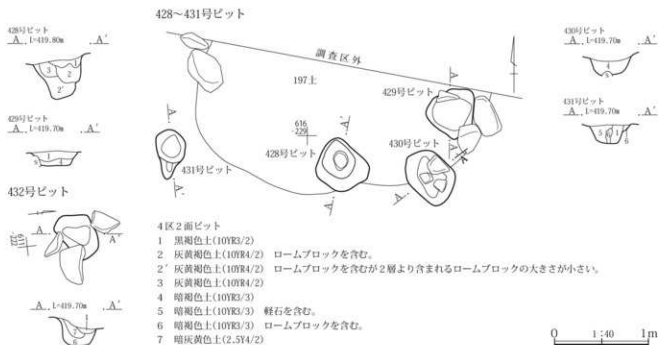 428～431号ピット
428号ピット
A L=419.80m A'
3 1
2
2'
429号ピット
A L=419.70m A'
1
5 4
調査区外
197土
429号ピット
A
616
-229
A'
430号ピット
428号ピット
431号ピット
A
A'
A
A
A'
430号ピット
A L=419.70m A'
4
5
431号ピット
A L=419.70m A'
5 1
6
432号ピット
A A'
A L=419.70m A'
7
6
4区2面ピット
1 黒褐色土(10YR3/2)
2 灰黄褐色土(10YR4/2) ロームブロックを含む。
2' 灰黄褐色土(10YR4/2) ロームブロックを含むが2層より含まれるロームブロックの大きさが小さい。
3 灰黄褐色土(10YR4/2)
4 暗褐色土(10YR3/3)
5 暗褐色土(10YR3/3) 軽石を含む。
6 暗褐色土(10YR3/3) ロームブロックを含む。
7 暗灰黄色土(2.5Y4/2)
0 1:40 1m